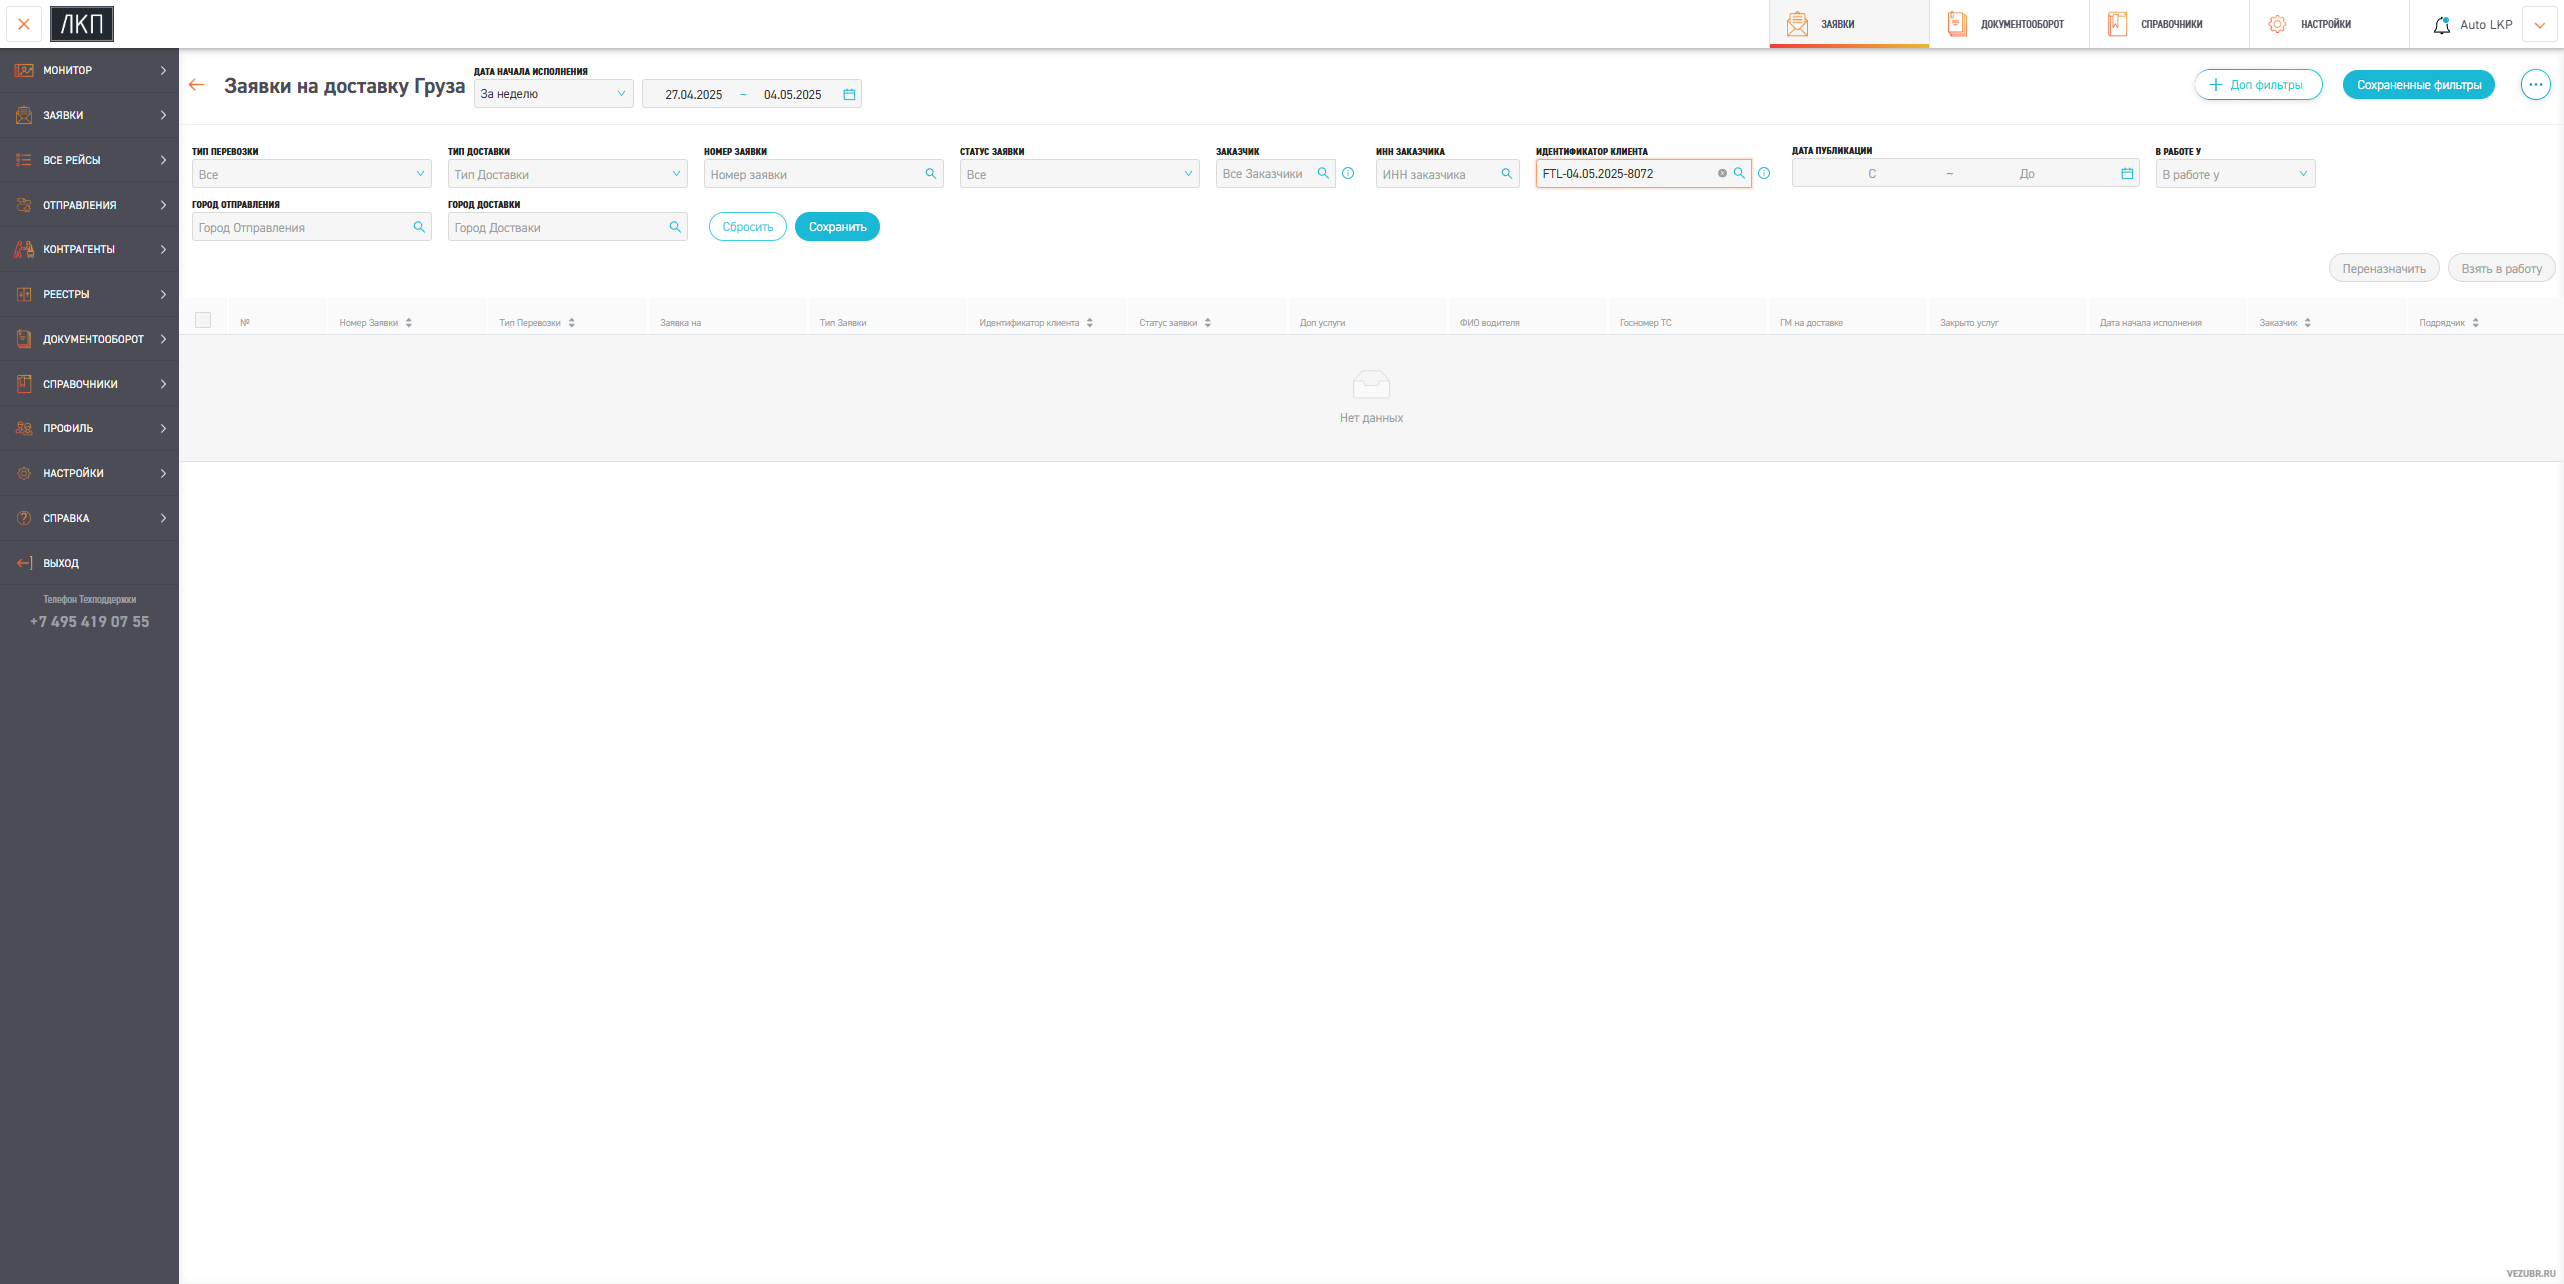 ЛКП
ЗАЯВКИ
ДОКУМЕНТООБОРОТ
СПРАВОЧНИКИ
НАСТРОЙКИ
Auto LKP
МОНИТОР
ЗАЯВКИ
ВСЕ РЕЙСЫ
ОТПРАВЛЕНИЯ
КОНТРАГЕНТЫ
РЕЕСТРЫ
ДОКУМЕНТООБОРОТ
СПРАВОЧНИКИ
ПРОФИЛЬ
НАСТРОЙКИ
СПРАВКА
ВЫХОД
Телефон Техподдержки
+7 495 419 07 55
Заявки на доставку Груза
ДАТА НАЧАЛА ИСПОЛНЕНИЯ
За неделю
27.04.2025 ~ 04.05.2025
Доп фильтры
Сохраненные фильтры
ТИП ПЕРЕВОЗКИ
Все
ТИП ДОСТАВКИ
Тип Доставки
НОМЕР ЗАЯВКИ
Номер заявки
СТАТУС ЗАЯВКИ
Все
ЗАКАЗЧИК
Все Заказчики
ИНН ЗАКАЗЧИКА
ИНН заказчика
ИДЕНТИФИКАТОР КЛИЕНТА
FTL-04.05.2025-8072
ДАТА ПУБЛИКАЦИИ
С ~ До
В РАБОТЕ У
В работе у
ГОРОД ОТПРАВЛЕНИЯ
Город Отправления
ГОРОД ДОСТАВКИ
Город Достваки
Сбросить
Сохранить
Переназначить
Взять в работу
№ Номер Заявки Тип Перевозки Заявка на Тип Заявки Идентификатор клиента Статус заявки Доп услуги ФИО водителя Госномер ТС ГМ на доставке Закрыто услуг Дата начала исполнения Заказчик Подрядчик
Нет данных
VEZUBR.RU